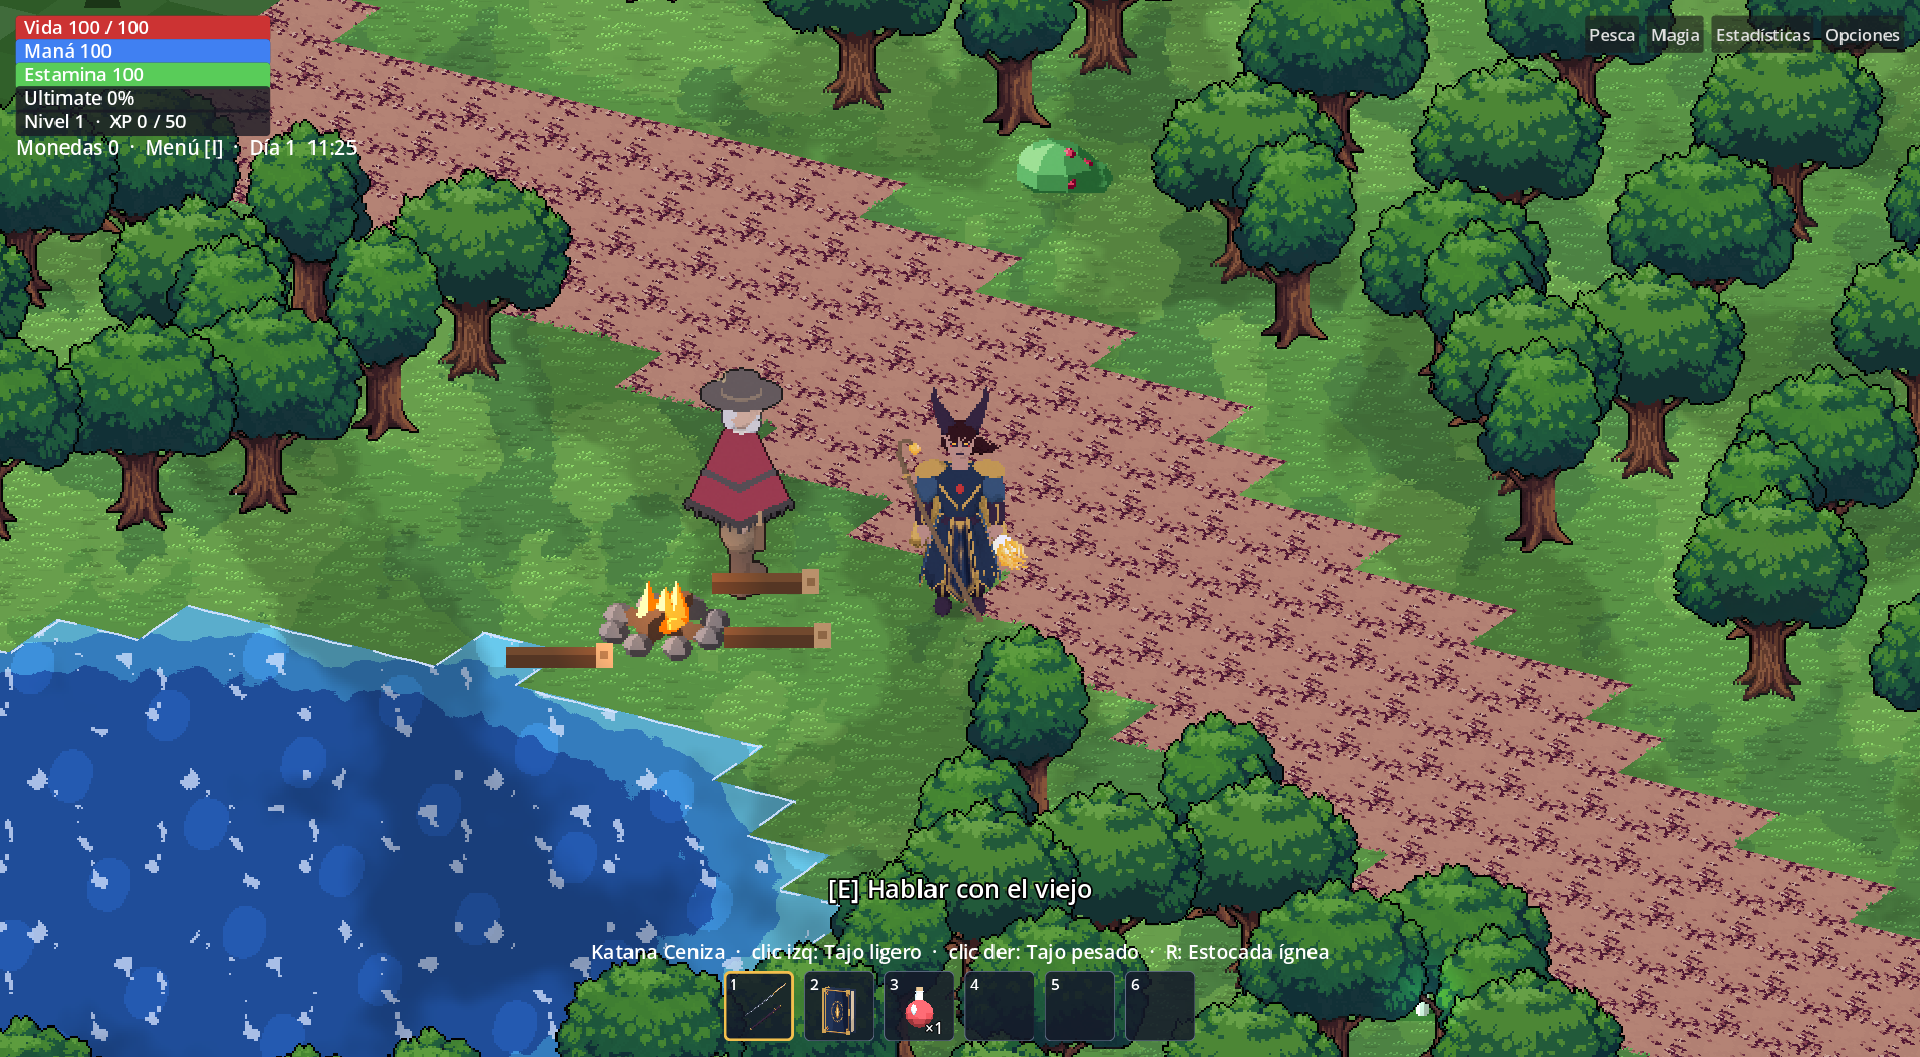 Vida 100 / 100
Maná 100
Estamina 100
Ultimate 0%
Nivel 1 · XP 0 / 50
Monedas 0 · Menú [I] · Día 1 11:25
Pesca Magia Estadísticas Opciones
[E] Hablar con el viejo
Katana Ceniza · clic izq: Tajo ligero · clic der: Tajo pesado · R: Estocada ígnea
1 2 3 4 5 6
×1